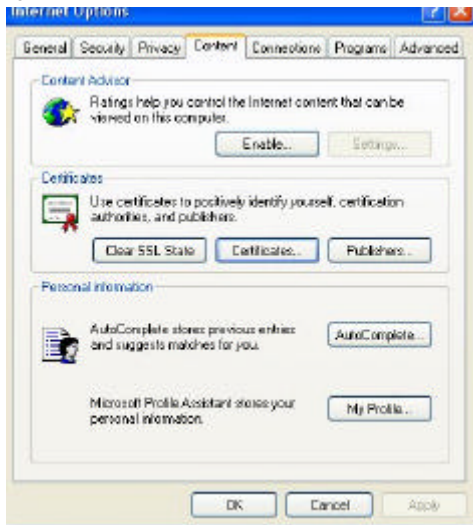 Internet Options
General Security Privacy Content Connections Programs Advanced
Content Advisor
Ratings help you control the Internet content that can be
viewed on this computer.
Enable... Settings...
Certificates
Use certificates to positively identify yourself, certification
authorities, and publishers.
Clear SSL State Certificates... Publishers...
Personal information
AutoComplete stores previous entries
and suggests matches for you.
AutoComplete...
Microsoft Profile Assistant stores your
personal information.
My Profile...
OK Cancel Apply